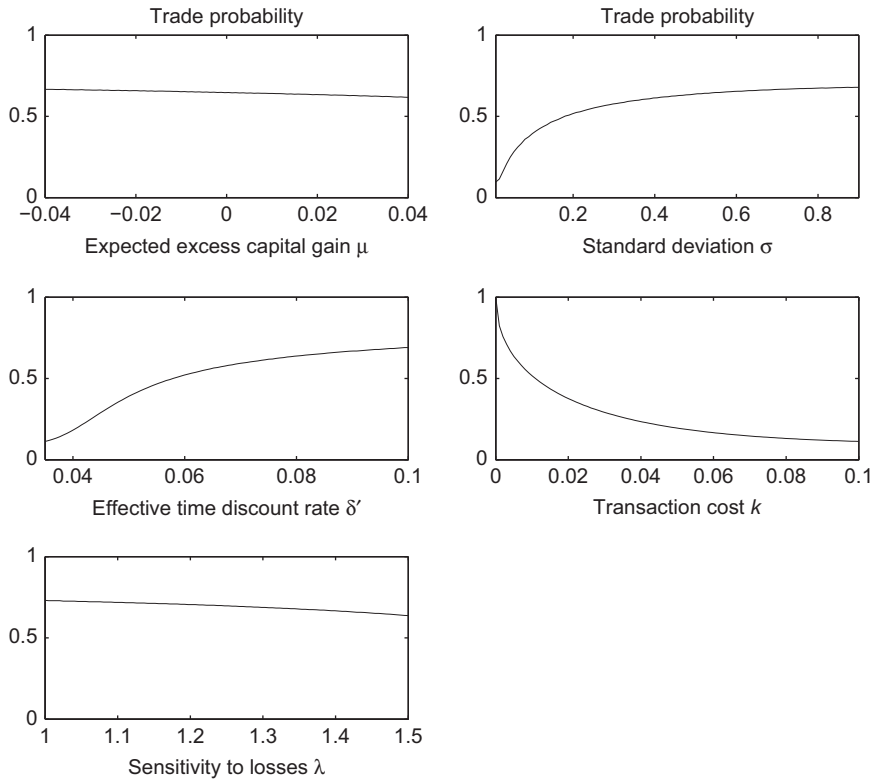 Trade probability
1
0.5
0
−0.04 −0.02 0 0.02 0.04
Expected excess capital gain μ
Trade probability
1
0.5
0
0.2 0.4 0.6 0.8
Standard deviation σ
1
0.5
0
0.04 0.06 0.08 0.1
Effective time discount rate δ′
1
0.5
0
0 0.02 0.04 0.06 0.08 0.1
Transaction cost k
1
0.5
0
1 1.1 1.2 1.3 1.4 1.5
Sensitivity to losses λ